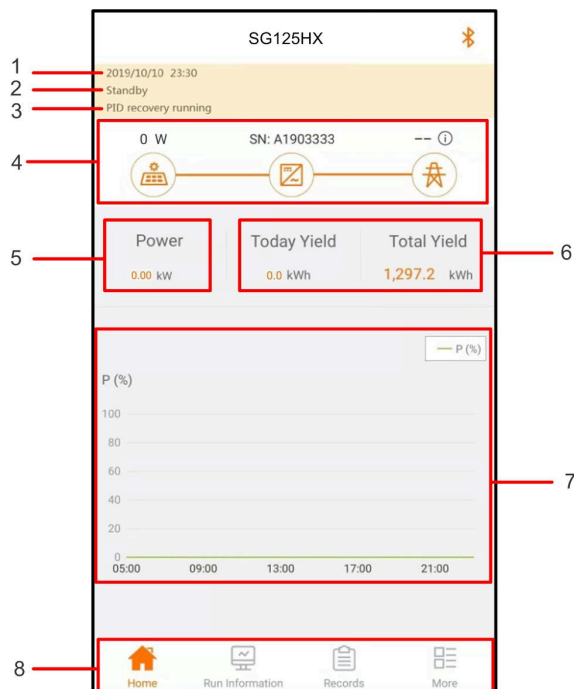 SG125HX
1
2019/10/10 23:30
2
Standby
3
PID recovery running
0 W SN: A1903333 --
4
Power Today Yield Total Yield
5
6
0.00 kW 0.0 kWh 1,297.2 kWh
P (%)
P (%)
100
80
60
7
40
20
0
05:00 09:00 13:00 17:00 21:00
8
Home Run Information Records More